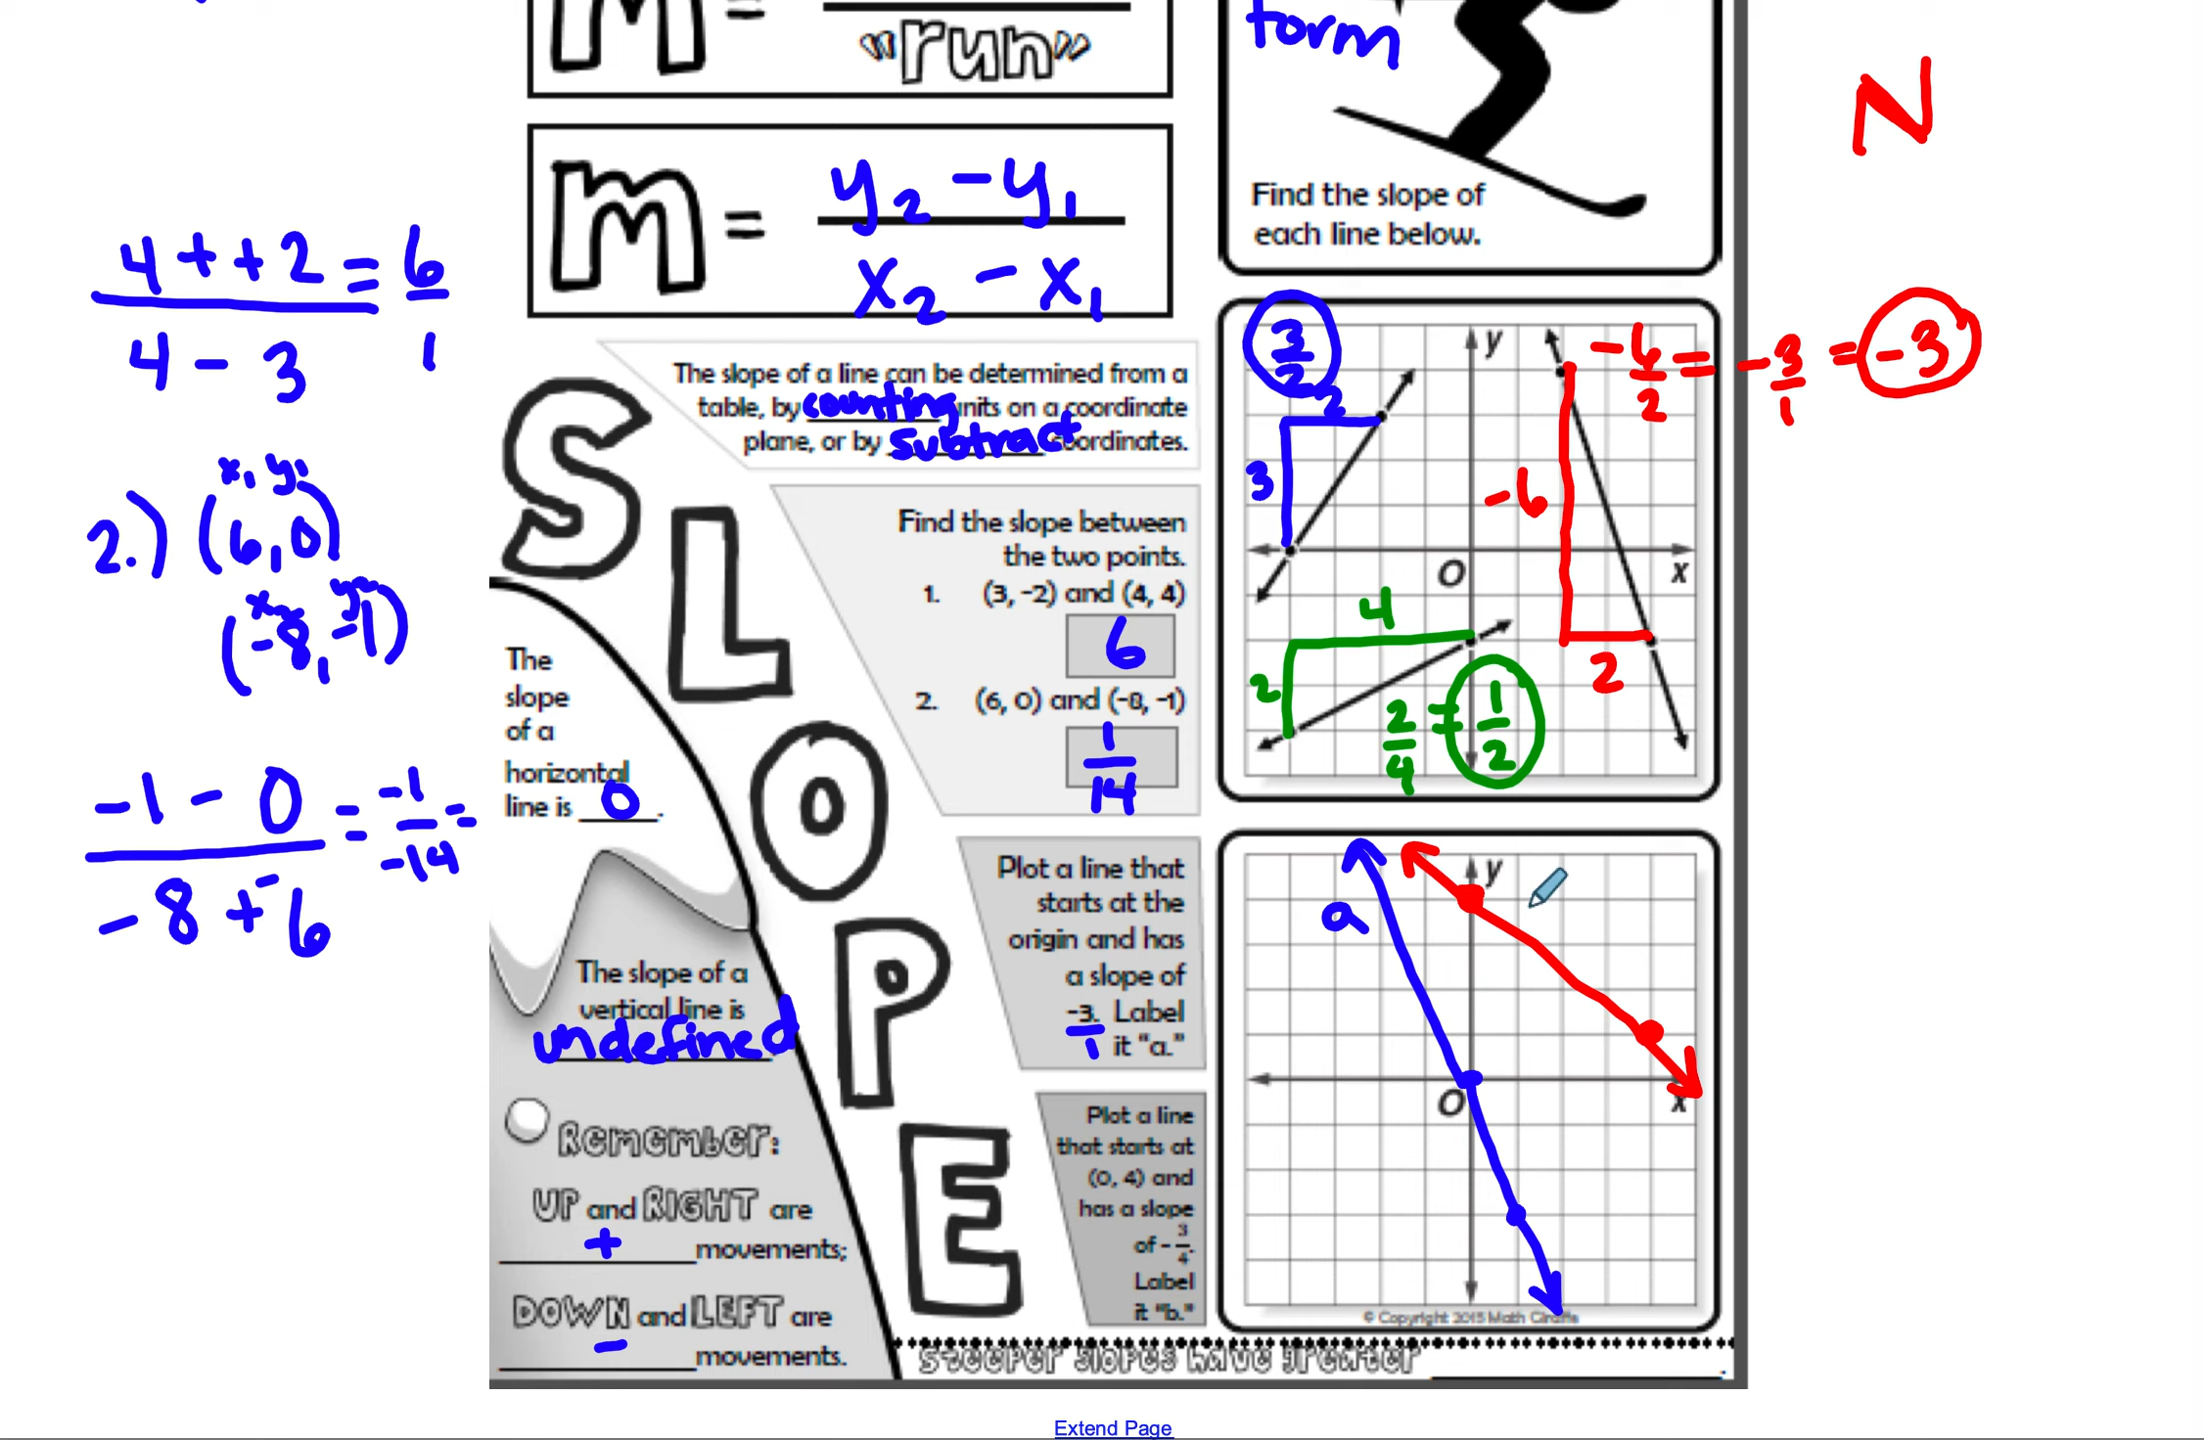 m =
"run"
m = y₂ - y₁
x₂ - x₁
form
Find the slope of
each line below.
N
4 + + 2 = 6
4 - 3 1
The slope of a line can be determined from a
table, by counting units on a coordinate
plane, or by subtract coordinates.
SLOPE
2.) (6, 0)
x₁ y₁
(-8, -1)
x₂ y₂
-1 - 0 = -1 =
-8 + -6 -14
Find the slope between
the two points.
1. (3, -2) and (4, 4)
6
2. (6, 0) and (-8, -1)
1
14
3
2
2
3
y
x
O
-6
2
-6 = -3 = -3
2 1
4
2
2 = 1
4 2
The
slope
of a
horizontal
line is 0.
The slope of a
vertical line is
undefined
Remember:
UP and RIGHT are
+ movements;
DOWN and LEFT are
- movements.
Plot a line that
starts at the
origin and has
a slope of
-3. Label
1 it "a."
Plot a line
that starts at
(0, 4) and
has a slope
of - 3
4.
Label
it "b."
a
y
x
O
© Copyright 2015 Math Giraffe
Steeper slopes have greater .
Extend Page